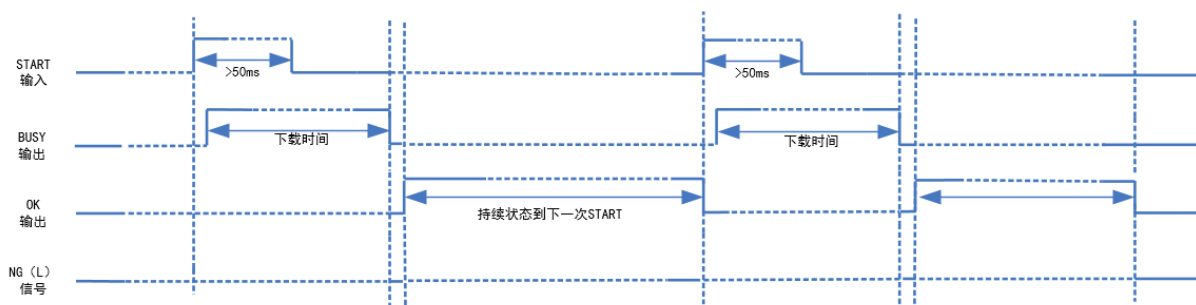 START
输入
>50ms
>50ms
BUSY
输出
下载时间
下载时间
OK
输出
持续状态到下一次START
NG（L）
信号